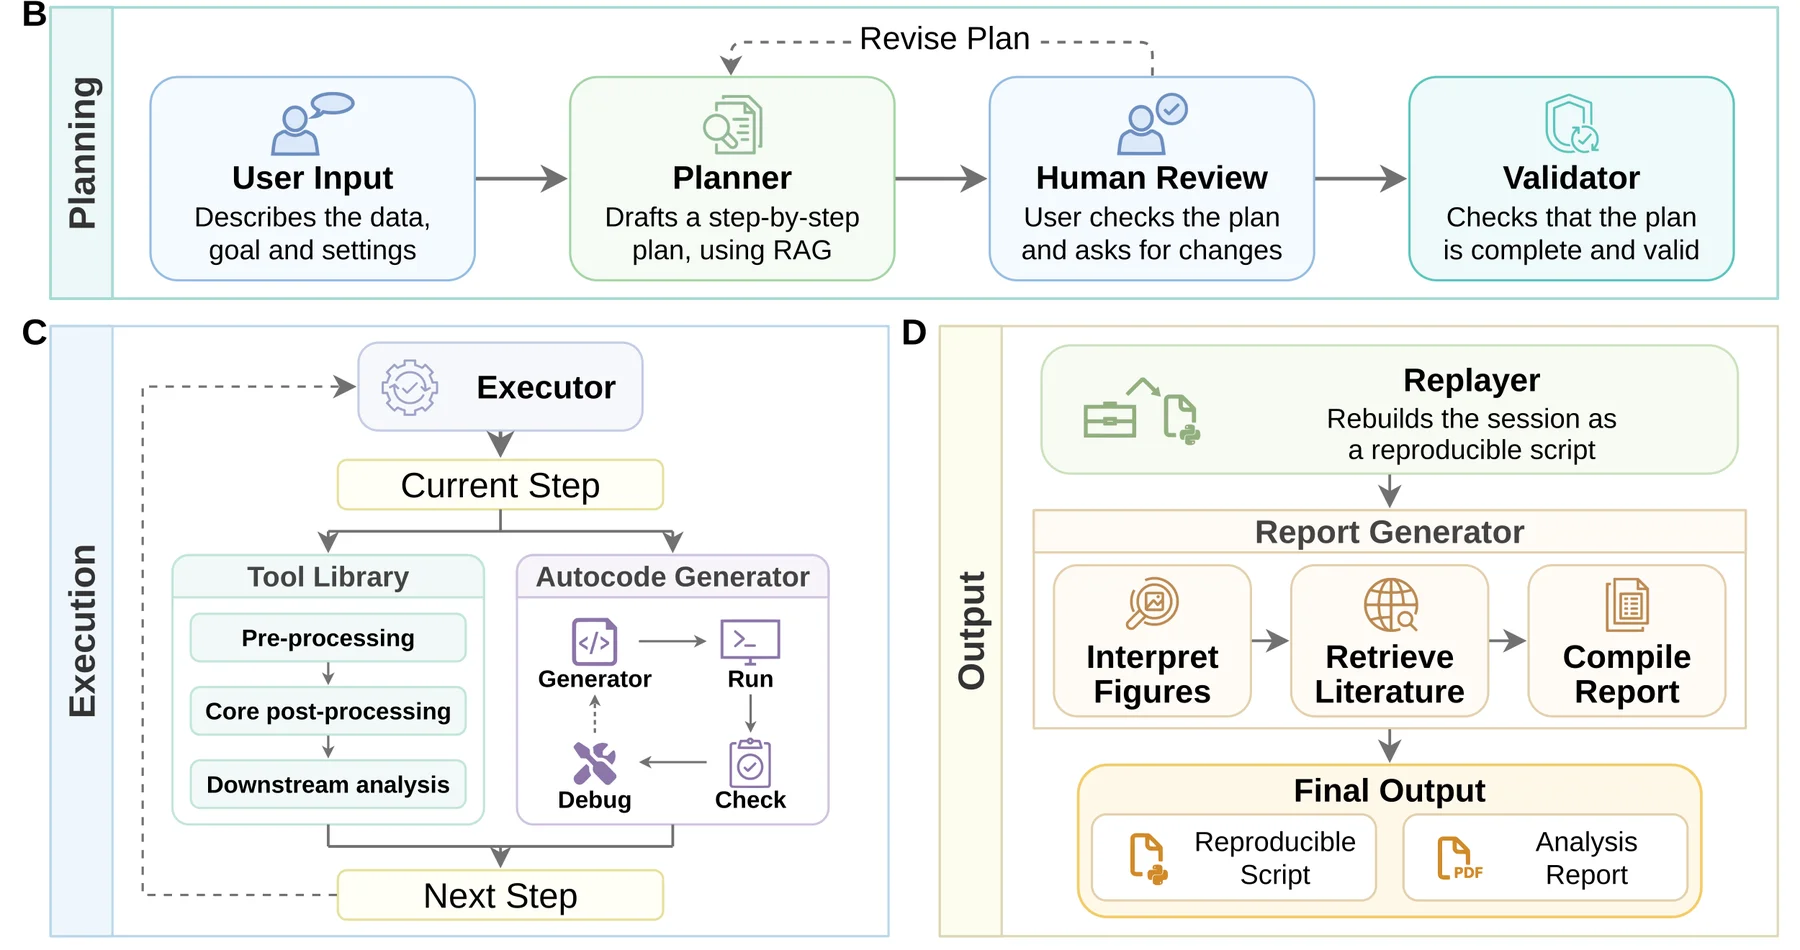 B
Planning
Revise Plan
User Input
Describes the data,
goal and settings
Planner
Drafts a step-by-step
plan, using RAG
Human Review
User checks the plan
and asks for changes
Validator
Checks that the plan
is complete and valid
C
Execution
Executor
Current Step
Tool Library
Pre-processing
Core post-processing
Downstream analysis
Autocode Generator
</>
Generator
>_
Run
Debug
Check
Next Step
D
Output
Replayer
Rebuilds the session as
a reproducible script
Report Generator
Interpret
Figures
Retrieve
Literature
Compile
Report
Final Output
Reproducible
Script
PDF
Analysis
Report